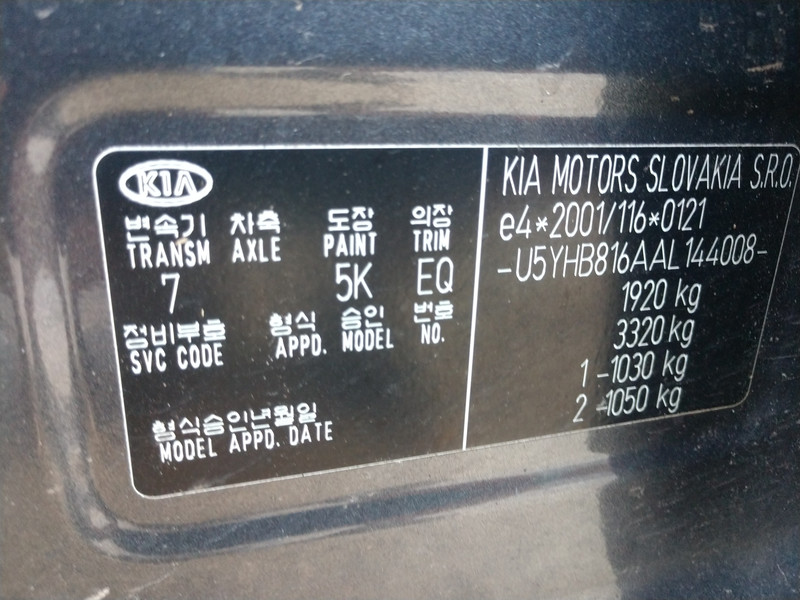 KIA
변속기 차축 도장 의장
TRANSM AXLE PAINT TRIM
7 5K EQ
정비부호 형식 승인 번호
SVC CODE APPD. MODEL NO.
형식승인년월일
MODEL APPD. DATE
KIA MOTORS SLOVAKIA S.R.O.
e4*2001/116*0121
-U5YHB816AAL144008-
1920 kg
3320 kg
1 -1030 kg
2 -1050 kg